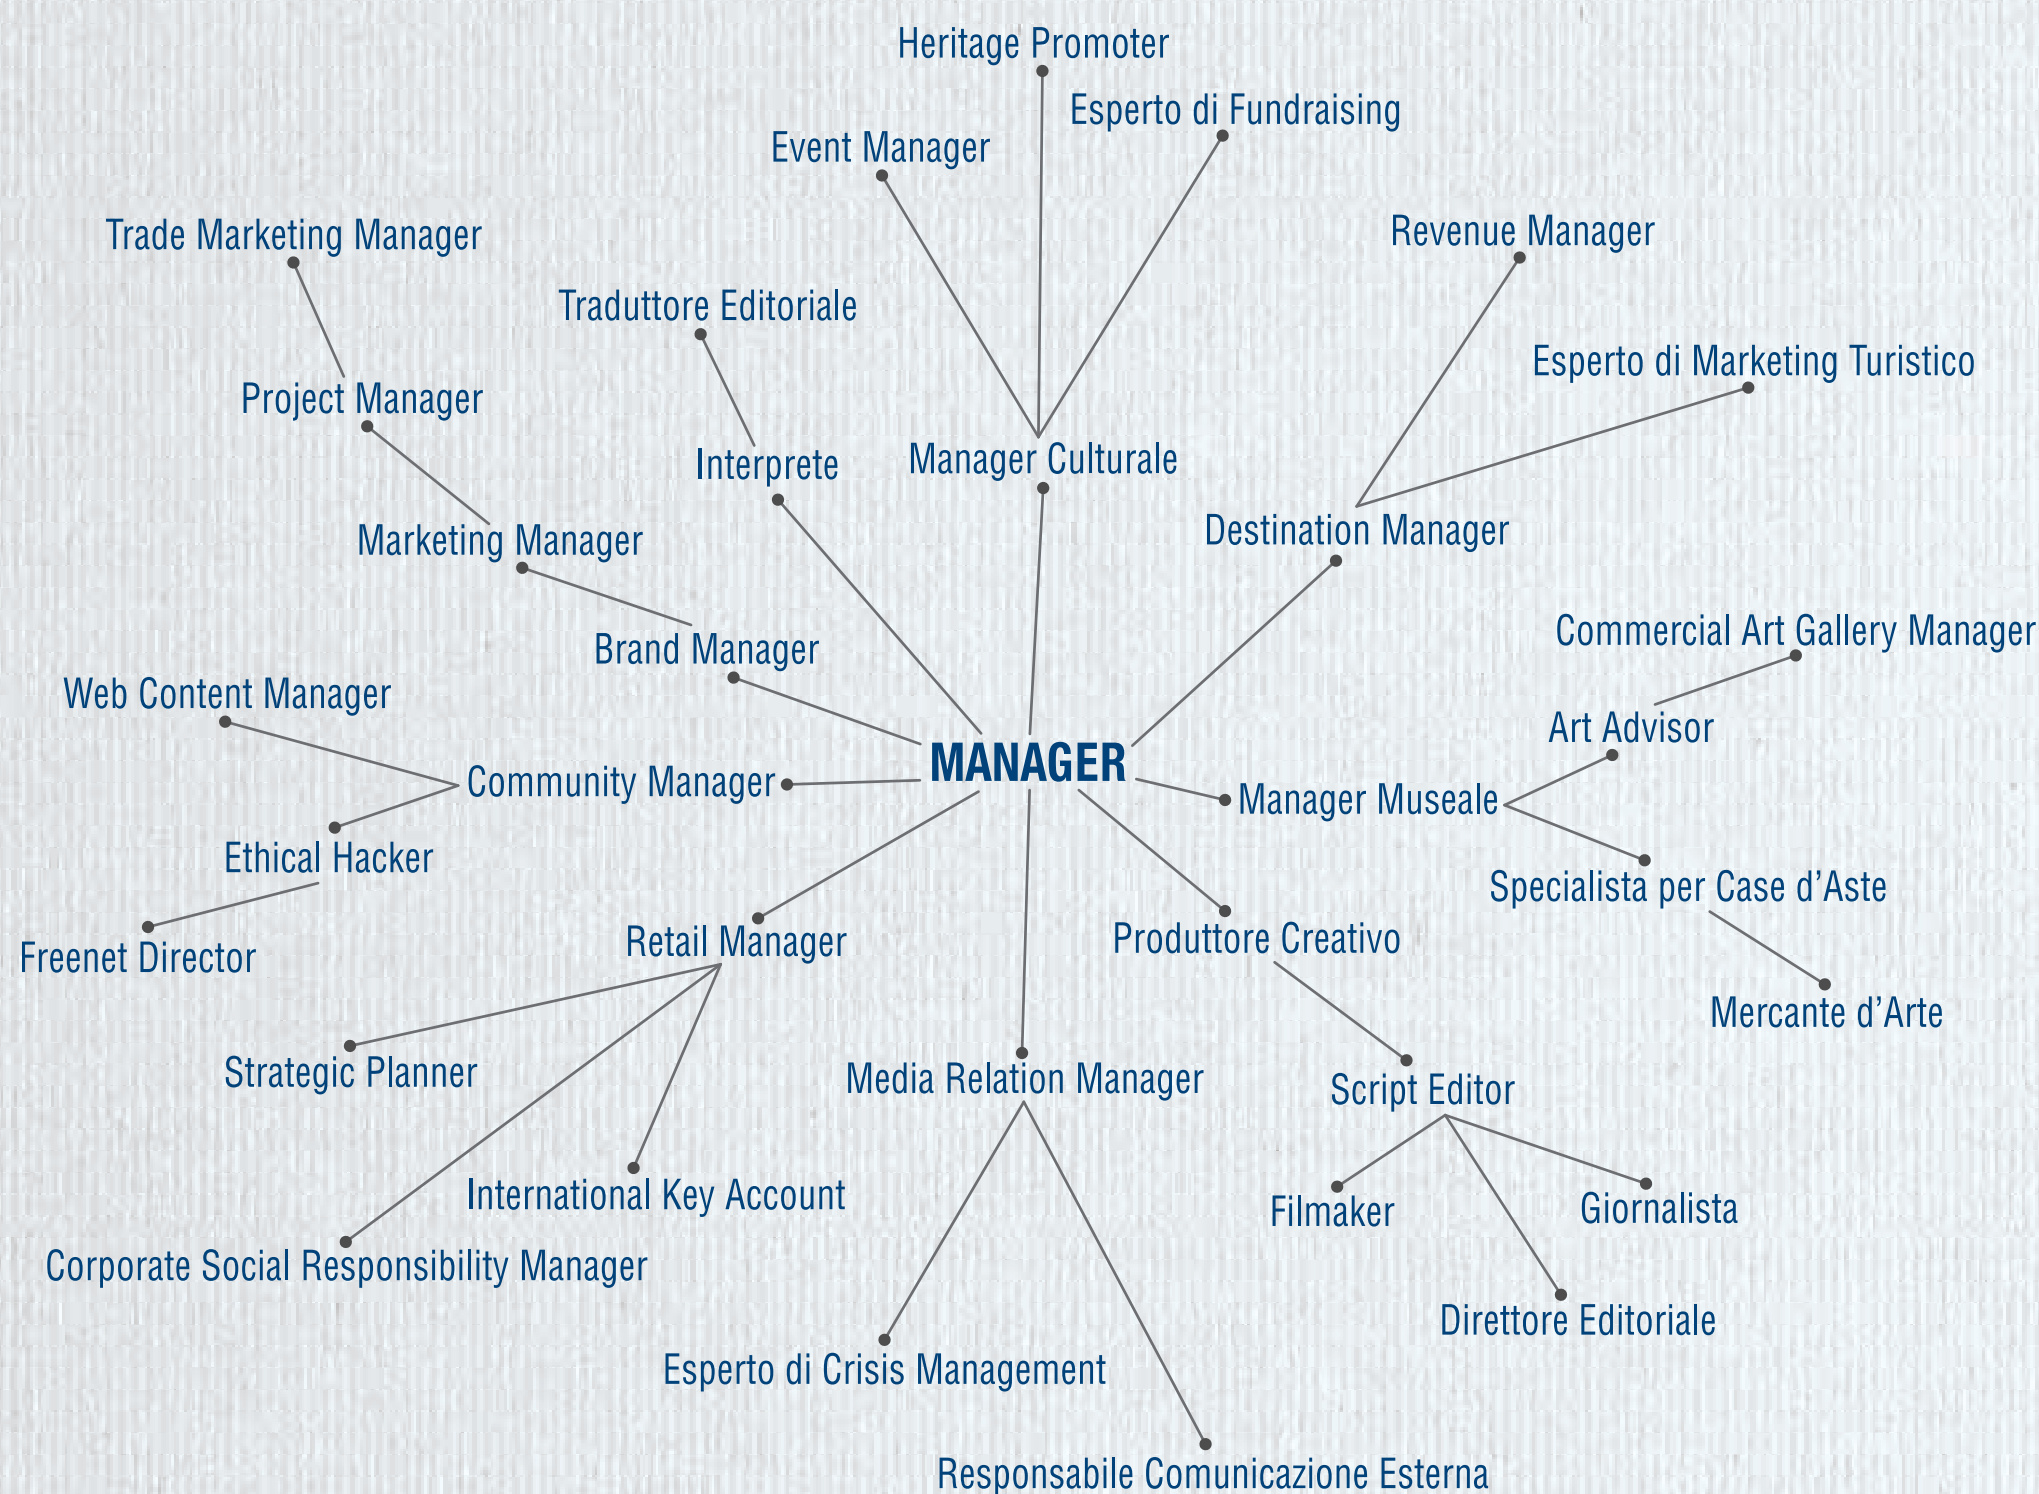 Heritage Promoter
Esperto di Fundraising
Event Manager
Revenue Manager
Trade Marketing Manager
Traduttore Editoriale
Esperto di Marketing Turistico
Project Manager
Interprete
Manager Culturale
Destination Manager
Marketing Manager
Commercial Art Gallery Manager
Brand Manager
Web Content Manager
Art Advisor
MANAGER
Community Manager
Manager Museale
Ethical Hacker
Specialista per Case d’Aste
Retail Manager
Produttore Creativo
Freenet Director
Mercante d’Arte
Strategic Planner
Media Relation Manager
Script Editor
International Key Account
Filmaker
Giornalista
Corporate Social Responsibility Manager
Direttore Editoriale
Esperto di Crisis Management
Responsabile Comunicazione Esterna